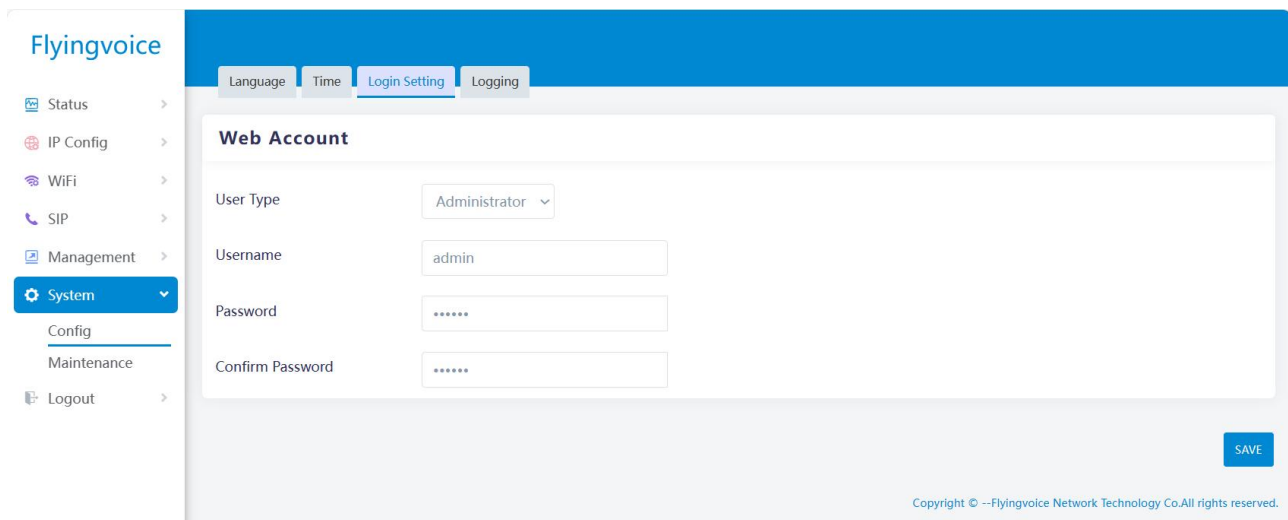 Flyingvoice
Language Time Login Setting Logging
Status
IP Config
WiFi
SIP
Management
System
Config
Maintenance
Logout
Web Account
User Type Administrator
Username admin
Password ••••••
Confirm Password ••••••
SAVE
Copyright © --Flyingvoice Network Technology Co.All rights reserved.